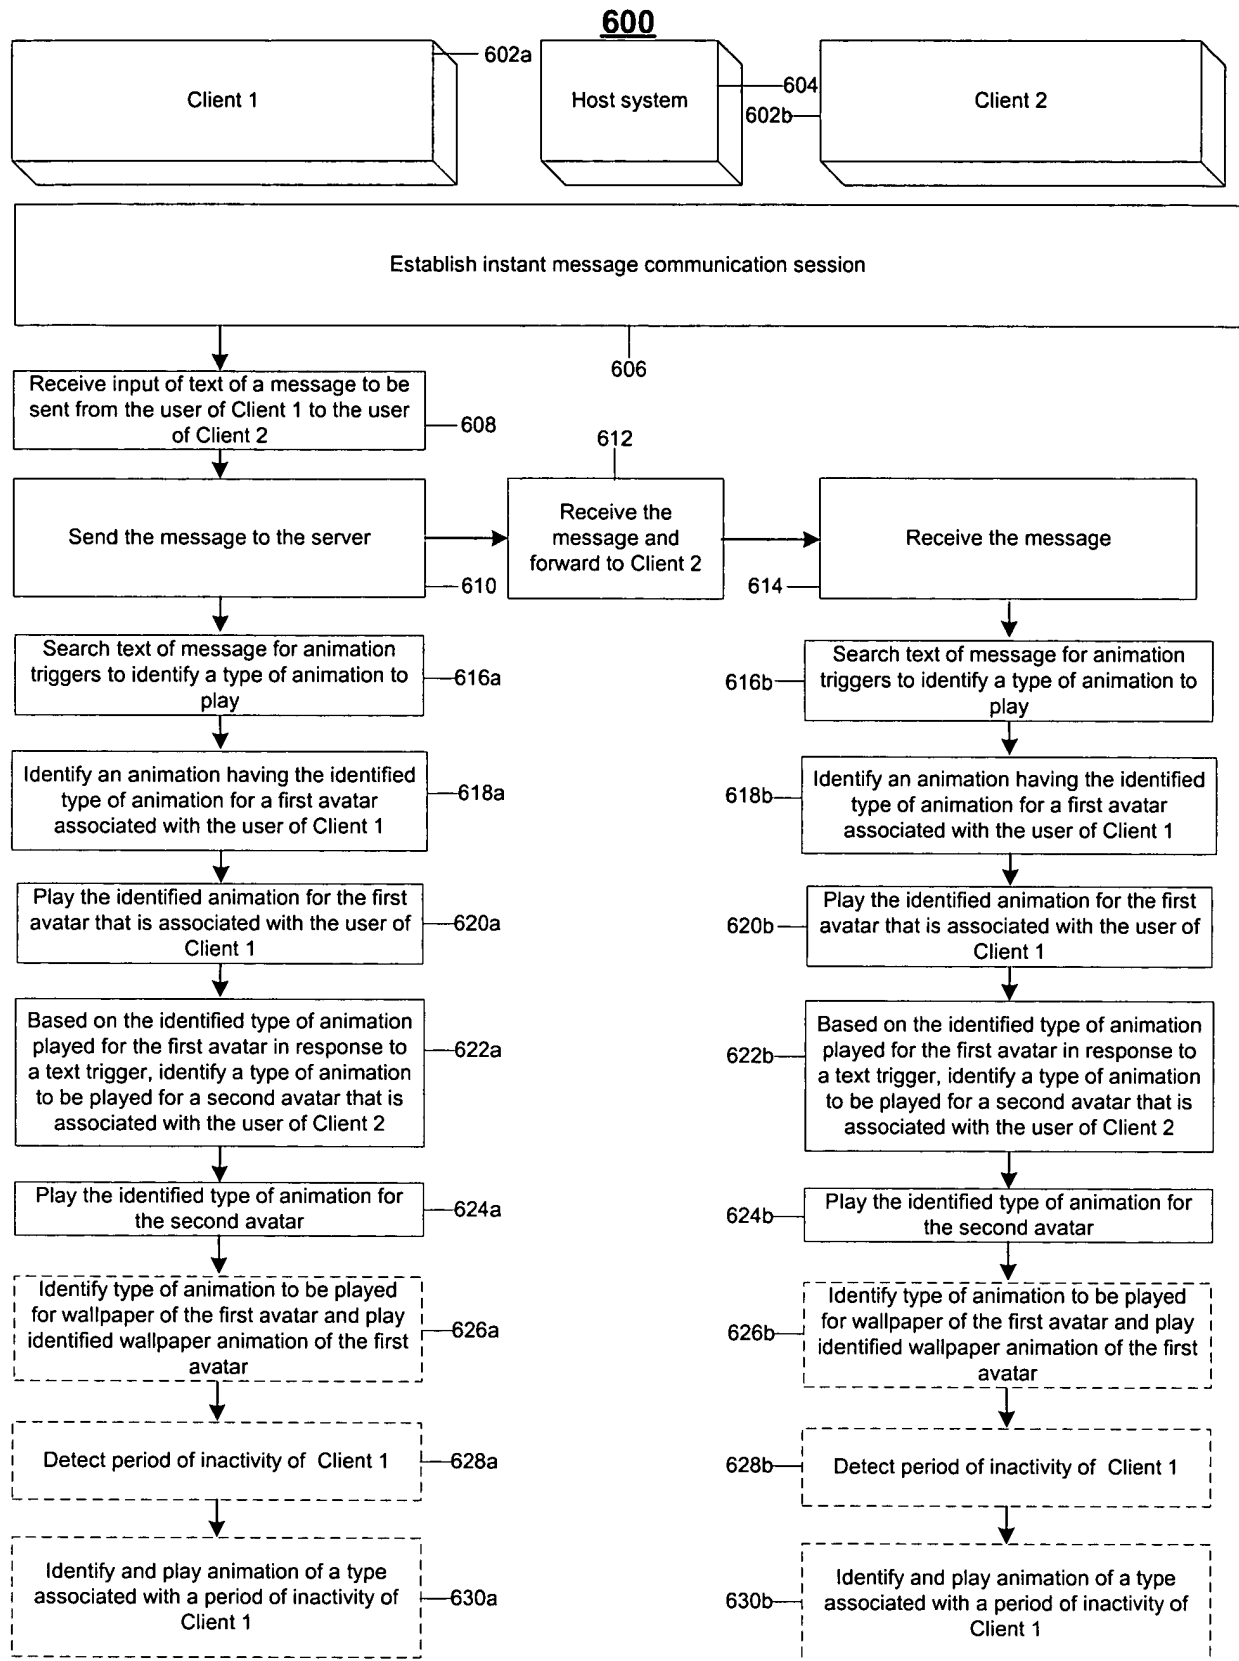 600
Client 1
602a
Host system
604
602b
Client 2
Establish instant message communication session
606
Receive input of text of a message to be
sent from the user of Client 1 to the user
of Client 2
608
612
Send the message to the server
610
Receive the
message and
forward to Client 2
Receive the message
614
Search text of message for animation
triggers to identify a type of animation to
play
616a
616b
Search text of message for animation
triggers to identify a type of animation to
play
Identify an animation having the identified
type of animation for a first avatar
associated with the user of Client 1
618a
618b
Identify an animation having the identified
type of animation for a first avatar
associated with the user of Client 1
Play the identified animation for the first
avatar that is associated with the user of
Client 1
620a
620b
Play the identified animation for the first
avatar that is associated with the user of
Client 1
Based on the identified type of animation
played for the first avatar in response to
a text trigger, identify a type of animation
to be played for a second avatar that is
associated with the user of Client 2
622a
622b
Based on the identified type of animation
played for the first avatar in response to
a text trigger, identify a type of animation
to be played for a second avatar that is
associated with the user of Client 2
Play the identified type of animation for
the second avatar
624a
624b
Play the identified type of animation for
the second avatar
Identify type of animation to be played
for wallpaper of the first avatar and play
identified wallpaper animation of the first
avatar
626a
626b
Identify type of animation to be played
for wallpaper of the first avatar and play
identified wallpaper animation of the first
avatar
Detect period of inactivity of Client 1
628a
628b
Detect period of inactivity of Client 1
Identify and play animation of a type
associated with a period of inactivity of
Client 1
630a
630b
Identify and play animation of a type
associated with a period of inactivity of
Client 1